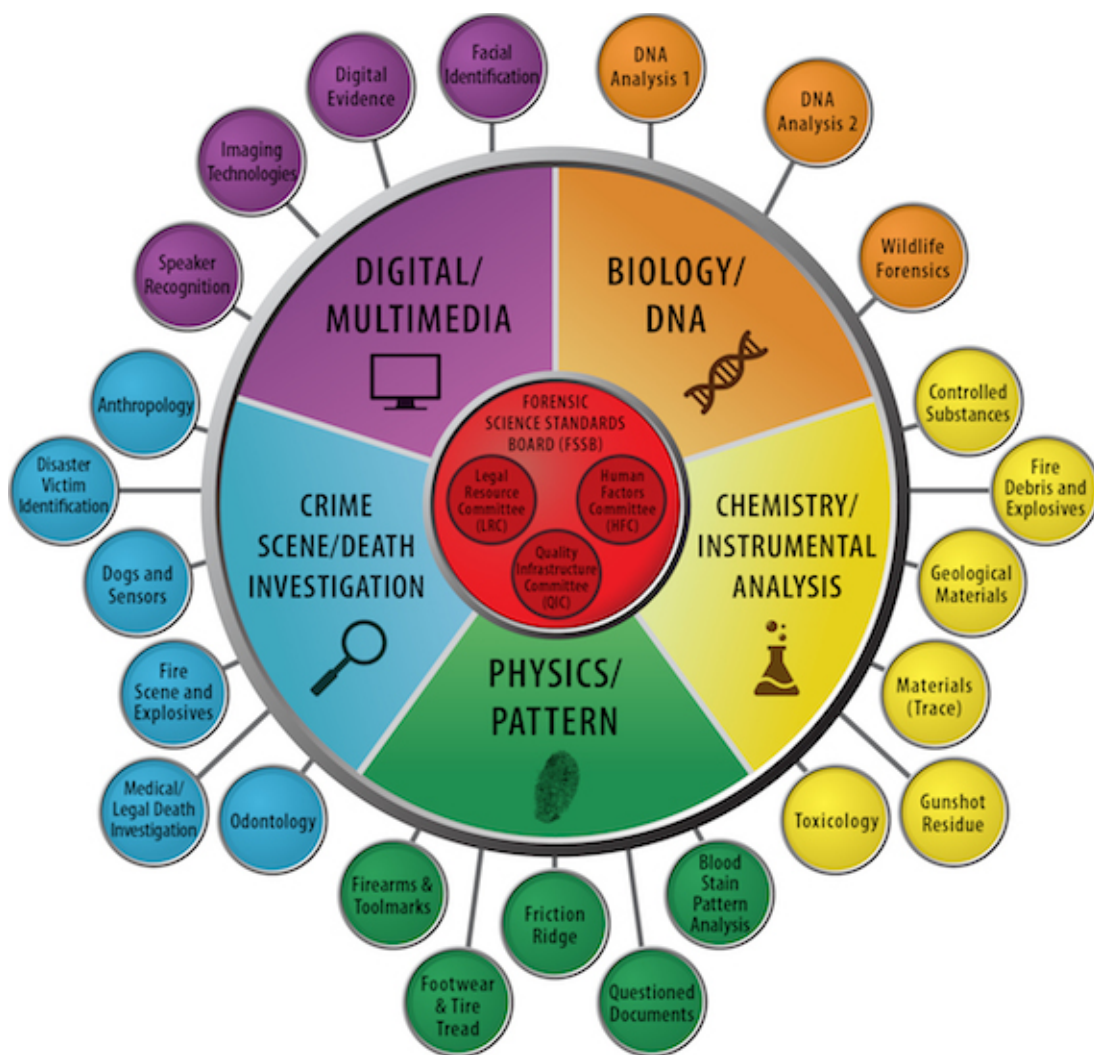 Facial
Identification
DNA
Analysis 1
Digital
Evidence
DNA
Analysis 2
Imaging
Technologies
Speaker
Recognition
Wildlife
Forensics
DIGITAL/
MULTIMEDIA
BIOLOGY/
DNA
Anthropology
Controlled
Substances
Disaster
Victim
Identification
Fire
Debris and
Explosives
FORENSIC
SCIENCE STANDARDS
BOARD (FSSB)
Legal
Resource
Committee
(LRC)
Human
Factors
Committee
(HFC)
Quality
Infrastructure
Committee
(QIC)
CRIME
SCENE/DEATH
INVESTIGATION
CHEMISTRY/
INSTRUMENTAL
ANALYSIS
Dogs and
Sensors
Geological
Materials
Fire
Scene and
Explosives
Materials
(Trace)
PHYSICS/
PATTERN
Medical/
Legal Death
Investigation
Odontology
Toxicology
Gunshot
Residue
Firearms &
Toolmarks
Friction
Ridge
Blood
Stain
Pattern
Analysis
Footwear
& Tire
Tread
Questioned
Documents